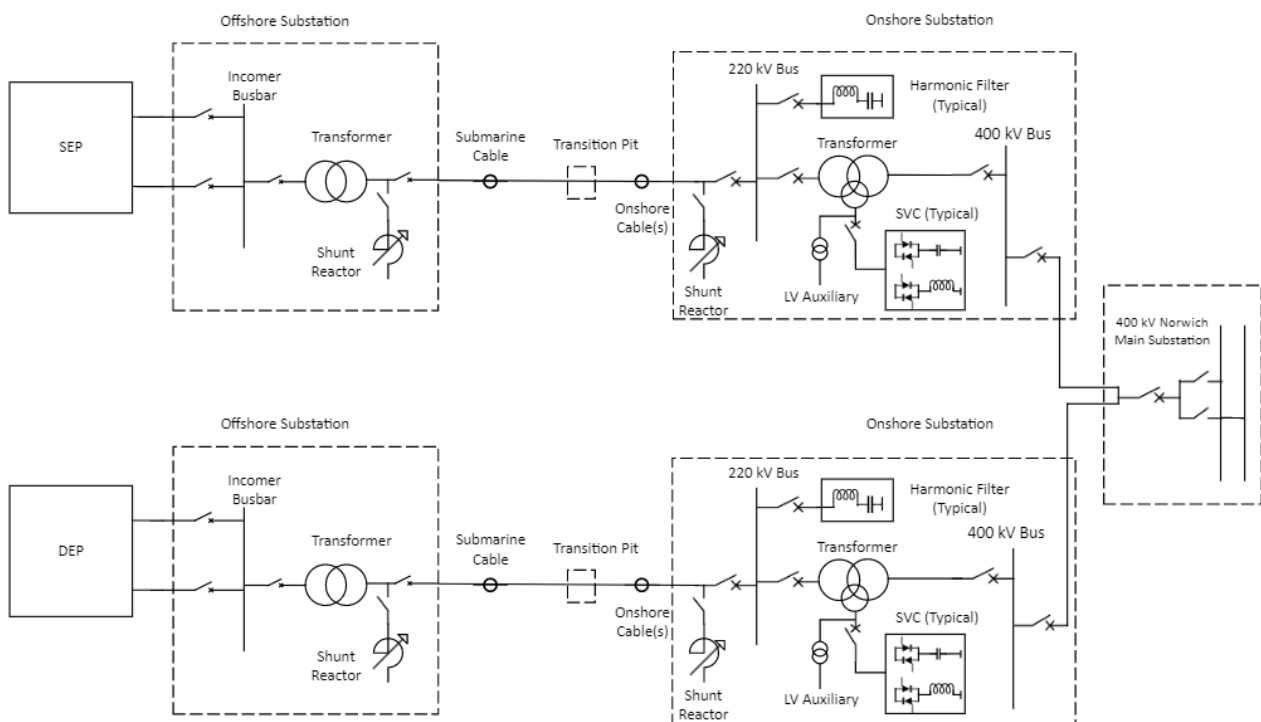 Offshore Substation
Onshore Substation
SEP
Incomer
Busbar
Transformer
Shunt
Reactor
Submarine
Cable
Transition Pit
Onshore
Cable(s)
220 kV Bus
Harmonic Filter
(Typical)
Transformer
400 kV Bus
SVC (Typical)
LV Auxiliary
Shunt
Reactor
400 kV Norwich
Main Substation
Offshore Substation
Onshore Substation
DEP
Incomer
Busbar
Transformer
Shunt
Reactor
Submarine
Cable
Transition Pit
Onshore
Cable(s)
220 kV Bus
Harmonic Filter
(Typical)
Transformer
400 kV Bus
SVC (Typical)
LV Auxiliary
Shunt
Reactor